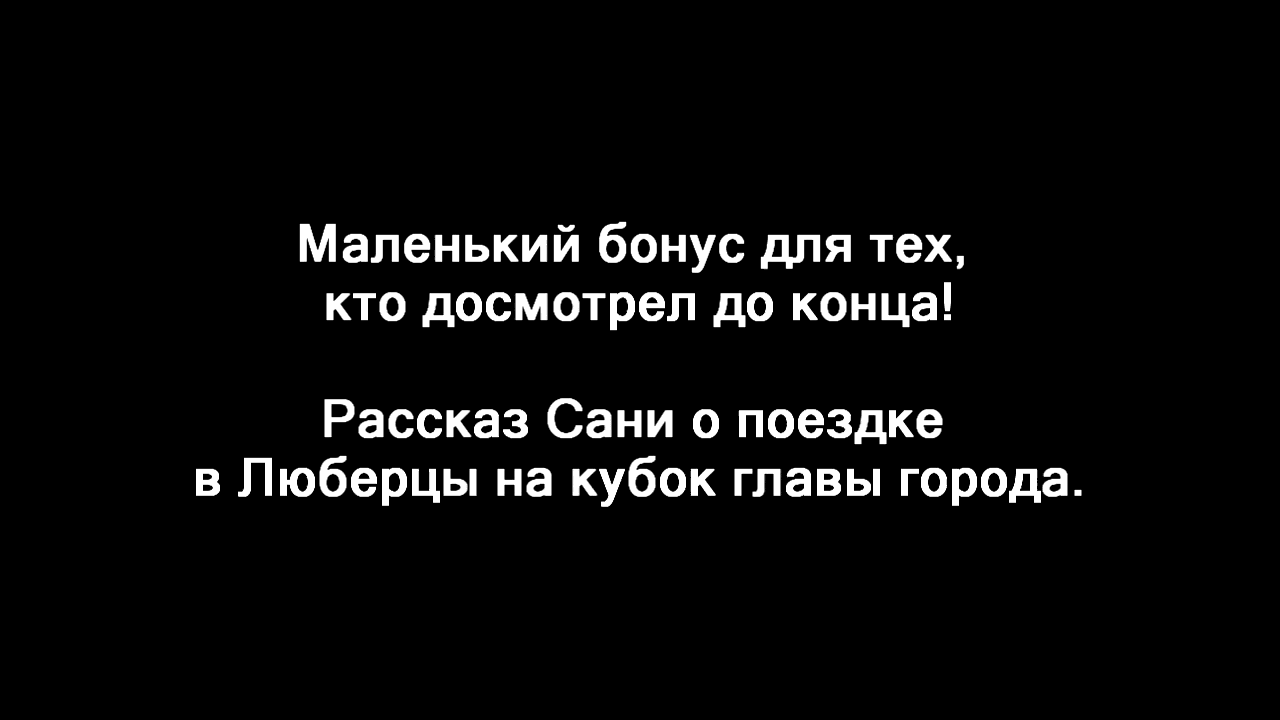 Маленький бонус для тех,
кто досмотрел до конца!
Рассказ Сани о поездке
в Люберцы на кубок главы города.